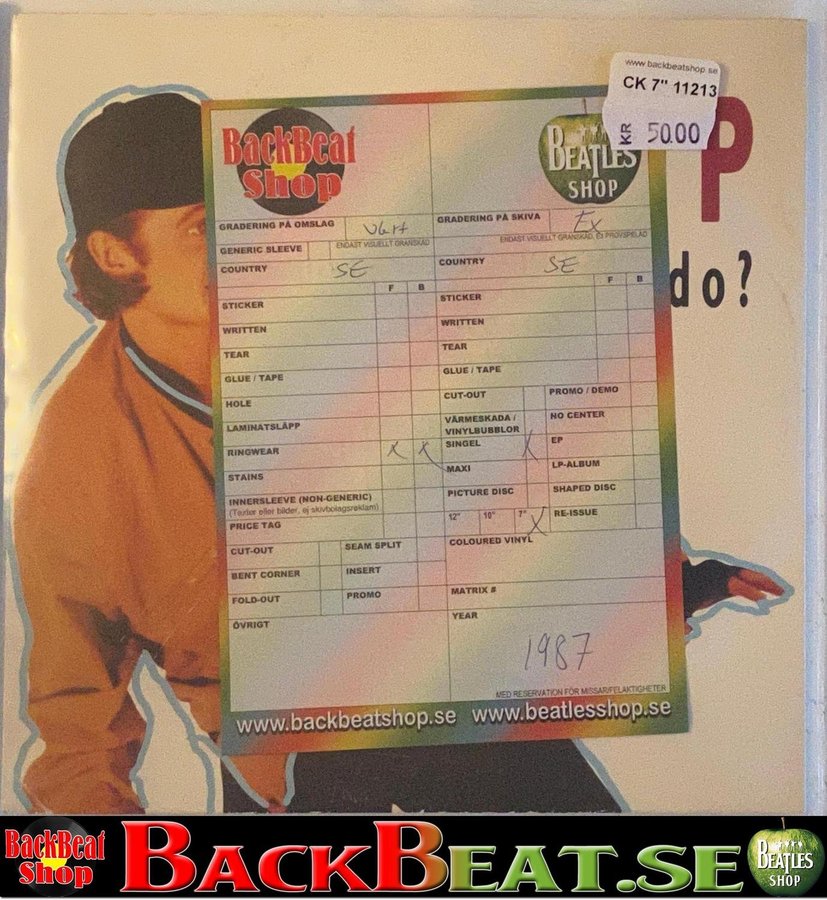 www.backbeatshop.se
CK 7" 11213
KR 50.00
P
do?
BackBeat Shop
BEATLES SHOP
GRADERING PÅ OMSLAG
GRADERING PÅ SKIVA Ex
ENDAST VISUELLT GRANSKAD
ENDAST VISUELLT GRANSKAD, EJ PROVSPELAD
GENERIC SLEEVE
COUNTRY SE
COUNTRY SE
F B
F B
STICKER
STICKER
WRITTEN
WRITTEN
TEAR
TEAR
GLUE / TAPE
GLUE / TAPE
HOLE
CUT-OUT
PROMO / DEMO
LAMINATSLÄPP
VÄRMESKADA /
VINYLBUBBLOR
NO CENTER
RINGWEAR X X
SINGEL X
EP
STAINS
MAXI
LP-ALBUM
INNERSLEEVE (NON-GENERIC)
(Texter eller bilder, ej skivbolagsreklam)
PICTURE DISC
SHAPED DISC
PRICE TAG
12" 10" 7" X
RE-ISSUE
CUT-OUT
SEAM SPLIT
COLOURED VINYL
BENT CORNER
INSERT
FOLD-OUT
PROMO
MATRIX #
ÖVRIGT
YEAR
1987
MED RESERVATION FÖR MISSAR/FELAKTIGHETER
www.backbeatshop.se www.beatlesshop.se
BackBeat Shop
BACKBEAT.SE
BEATLES SHOP